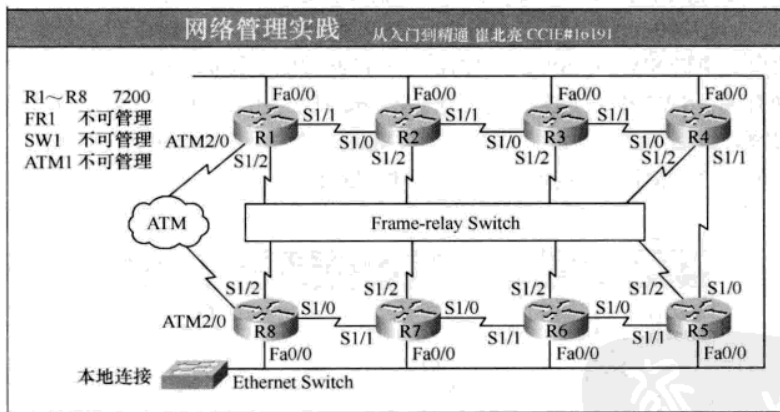 网络管理实践 从入门到精通 崔北亮 CCIE#16191
R1～R8 7200
FR1 不可管理
SW1 不可管理
ATM1 不可管理
Fa0/0 Fa0/0 Fa0/0 Fa0/0
S1/1 S1/1 S1/1
R1 R2 R3 R4
S1/0 S1/0 S1/0
ATM2/0
S1/2 S1/2 S1/2 S1/2 S1/1
ATM
Frame-relay Switch
S1/2 S1/2 S1/2 S1/2 S1/0
ATM2/0
S1/0 S1/0 S1/0
R8 R7 R6 R5
S1/1 S1/1 S1/1
Fa0/0 Fa0/0 Fa0/0 Fa0/0
本地连接
Ethernet Switch